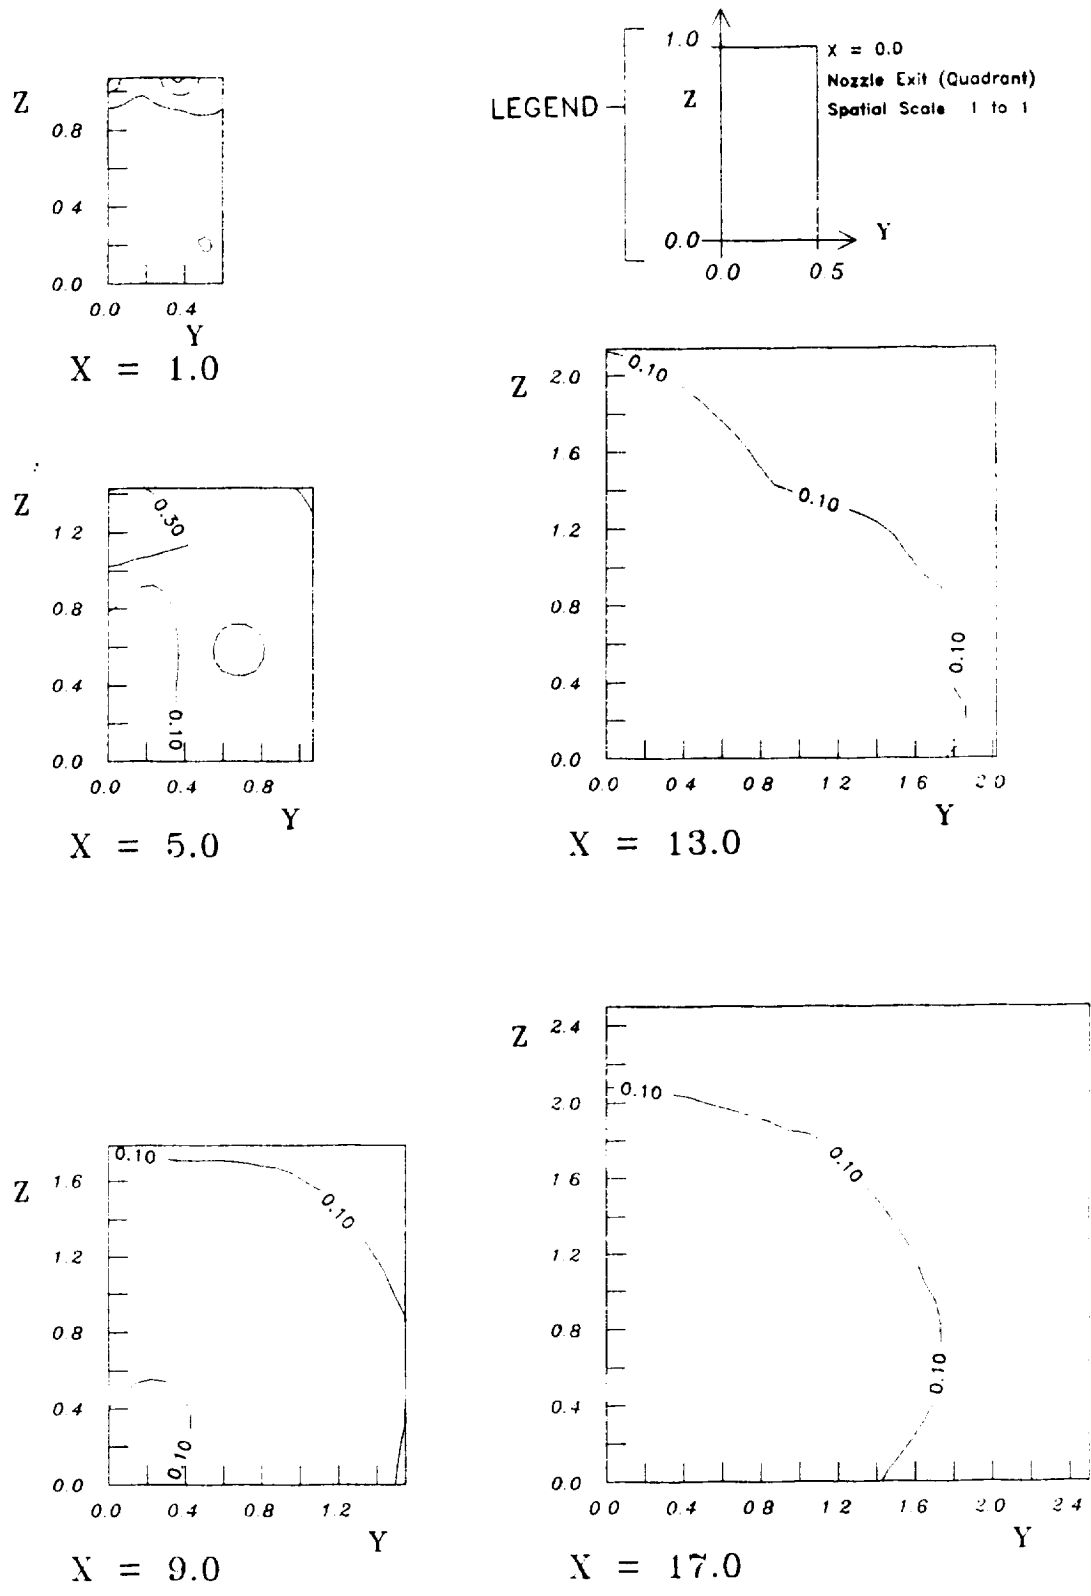 Z
0.8
0.4
0.0
0.0 0.4
Y
X = 1.0
LEGEND
1.0
Z
0.0
0.0 0.5
Y
X = 0.0
Nozzle Exit (Quadrant)
Spatial Scale 1 to 1
Z
1.2
0.8
0.4
0.0
0.30
0.10
0.0 0.4 0.8
Y
X = 5.0
Z
2.0
1.6
1.2
0.8
0.4
0.0
0.10
0.10
0.10
0.0 0.4 0.8 1.2 1.6 2.0
Y
X = 13.0
Z
1.6
1.2
0.8
0.4
0.0
0.10
0.10
0.10
0.0 0.4 0.8 1.2
Y
X = 9.0
Z
2.4
2.0
1.6
1.2
0.8
0.4
0.0
0.10
0.10
0.10
0.0 0.4 0.8 1.2 1.6 2.0 2.4
Y
X = 17.0